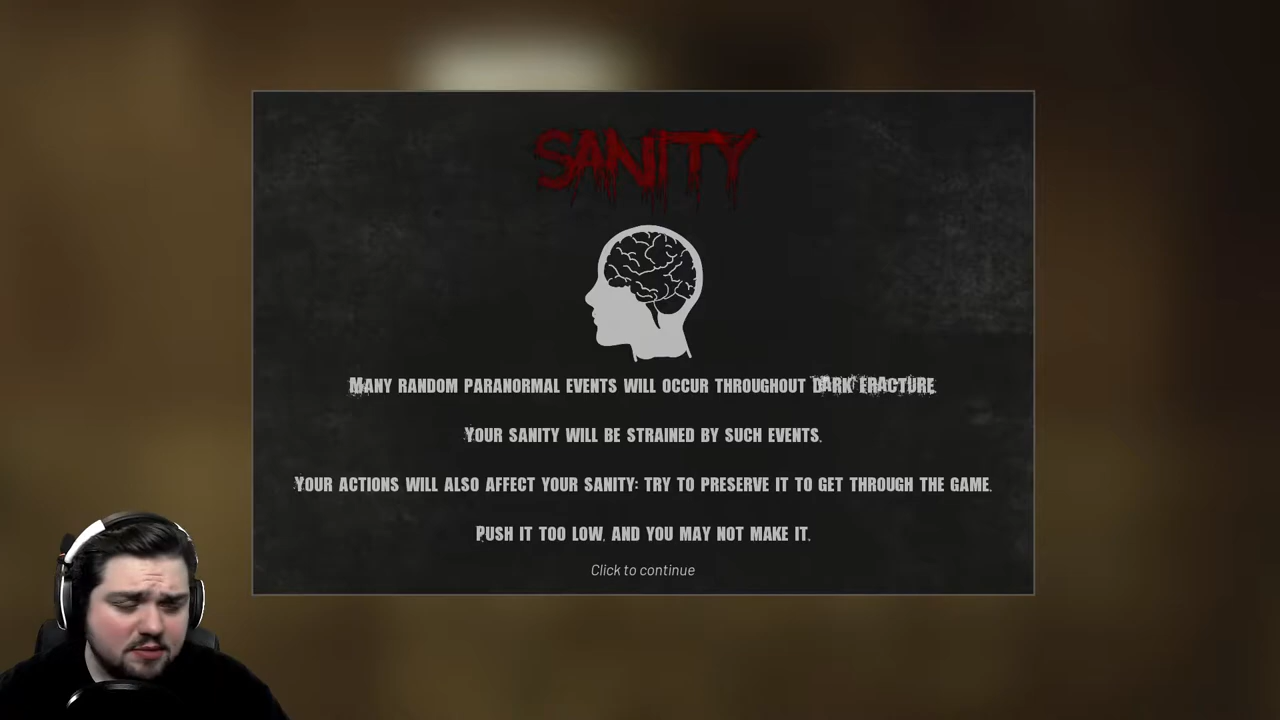 SANITY
MANY RANDOM PARANORMAL EVENTS WILL OCCUR THROUGHOUT DARK FRACTURE.
YOUR SANITY WILL BE STRAINED BY SUCH EVENTS.
YOUR ACTIONS WILL ALSO AFFECT YOUR SANITY: TRY TO PRESERVE IT TO GET THROUGH THE GAME.
PUSH IT TOO LOW, AND YOU MAY NOT MAKE IT.
Click to continue